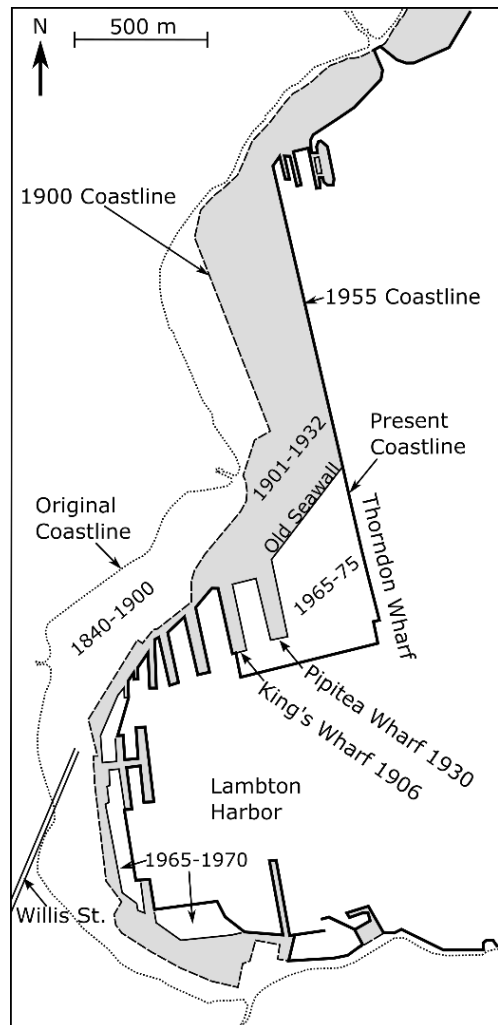 N
500 m
1900 Coastline
1955 Coastline
Present
Coastline
1901-1932
Old Seawall
Thorndon Wharf
Original
Coastline
1965-75
1840-1900
Pipitea Wharf 1930
King's Wharf 1906
Lambton
Harbor
1965-1970
Willis St.